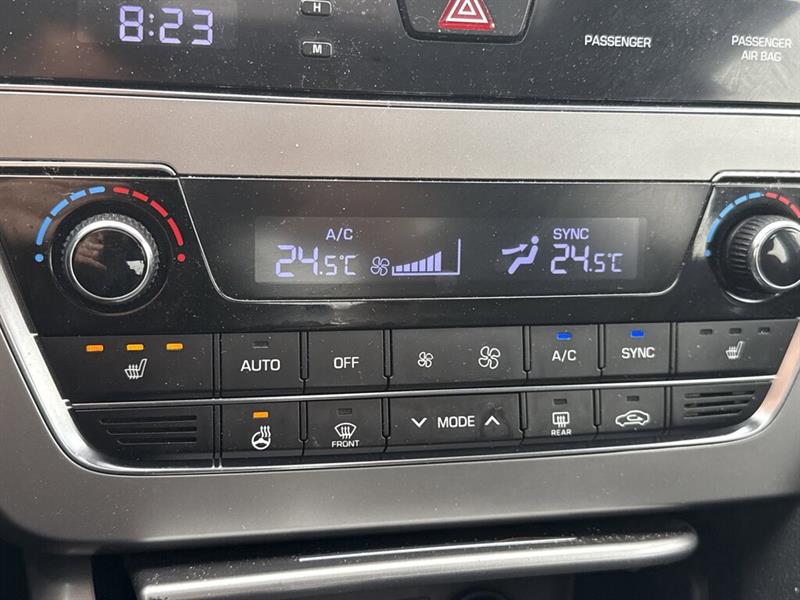 8:23
H
M
PASSENGER
PASSENGER
AIR BAG
A/C
24.5°C
SYNC
24.5°C
AUTO
OFF
A/C
SYNC
FRONT
MODE
REAR